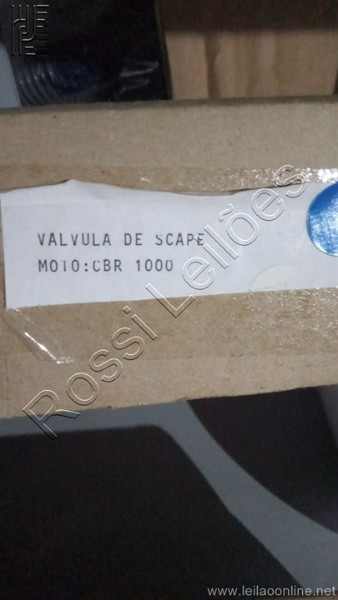 VALVULA DE SCAPE
MOTO:CBR 1000
Rossi Leilões
www.leilaoonline.net